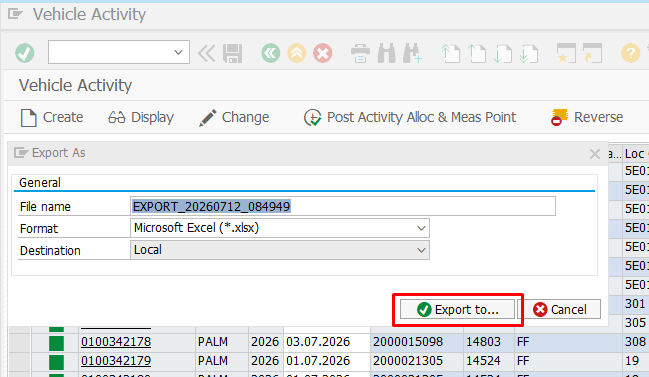 Vehicle Activity
Vehicle Activity
Create Display Change Post Activity Alloc & Meas Point Reverse
Export As
a... Loc
General
5E01
File name EXPORT_20260712_084949
5E01
Format Microsoft Excel (*.xlsx)
5E01
Destination Local
5E01
5E01
5E01
5E01
Export to... Cancel
301
305
0100342178 PALM 2026 03.07.2026 2000015098 14803 FF 308
0100342179 PALM 2026 01.07.2026 2000021305 14524 FF 19